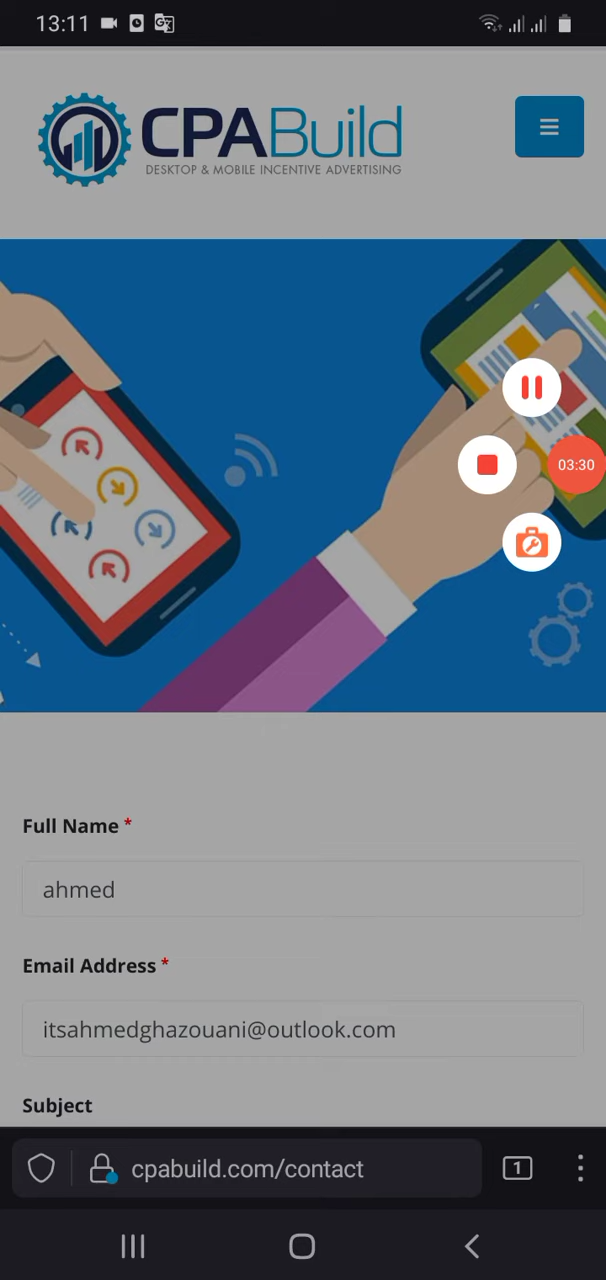 13:11
CPABuild
DESKTOP & MOBILE INCENTIVE ADVERTISING
03:30
Full Name *
ahmed
Email Address *
itsahmedghazouani@outlook.com
Subject
cpabuild.com/contact
1